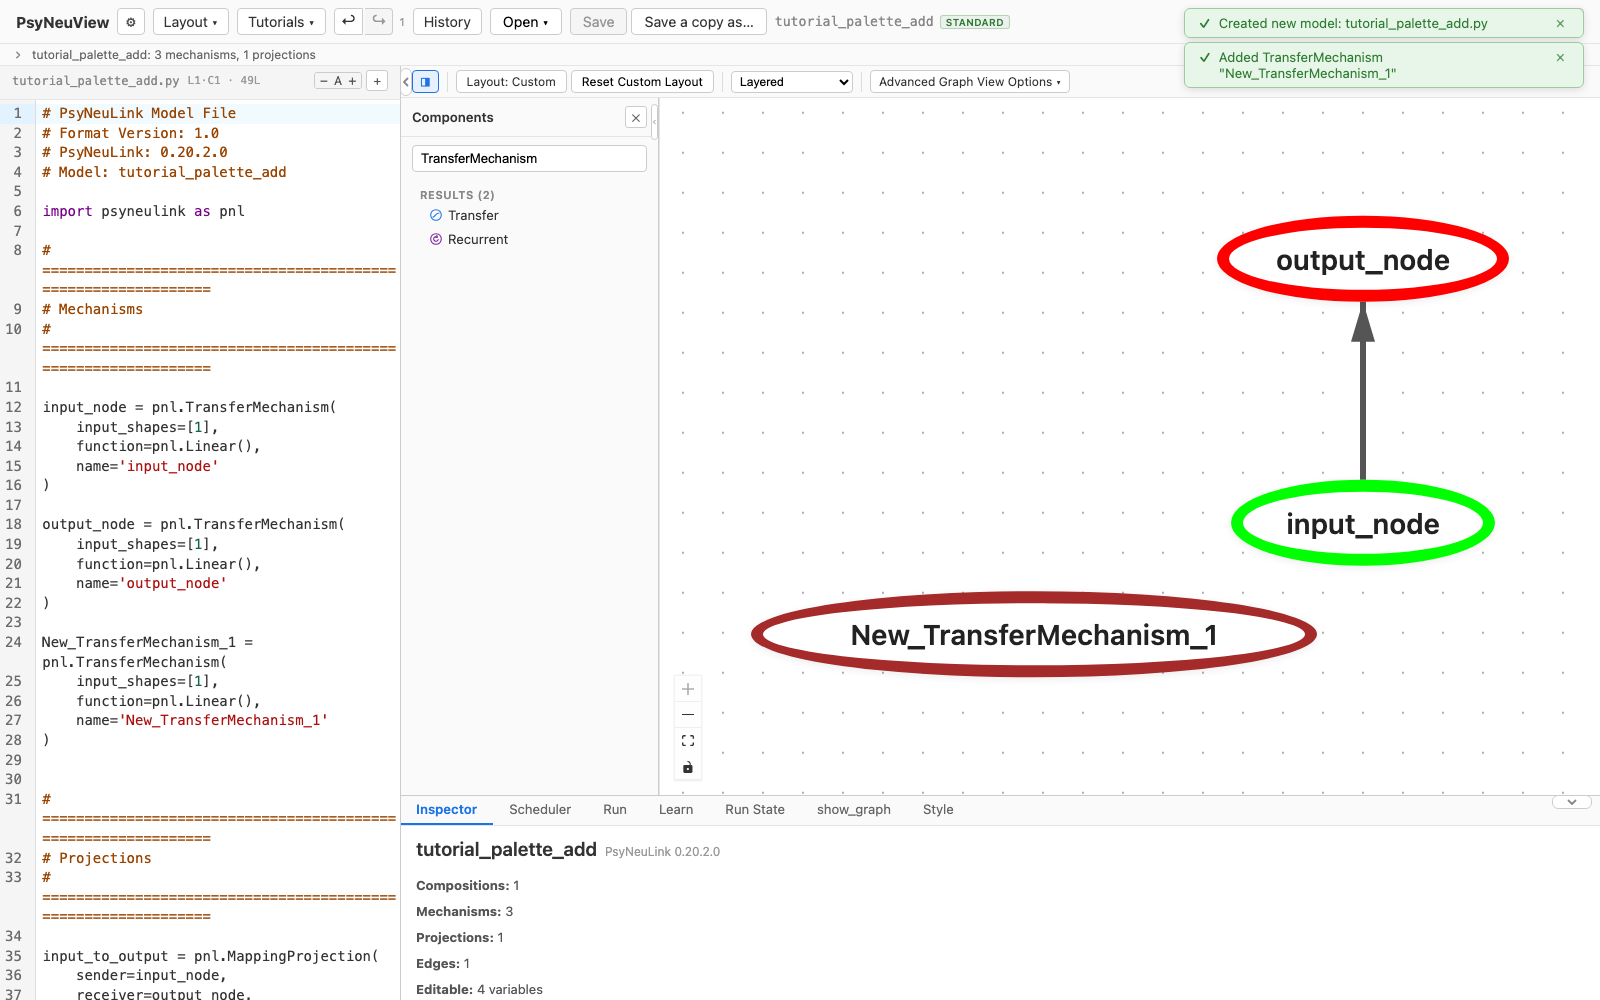 PsyNeuView
Layout ▾
Tutorials ▾
1
History
Open ▾
Save
Save a copy as...
tutorial_palette_add
STANDARD
✓ Created new model: tutorial_palette_add.py ×
✓ Added TransferMechanism
"New_TransferMechanism_1" ×
tutorial_palette_add: 3 mechanisms, 1 projections
tutorial_palette_add.py L1·C1 · 49L
− A +
+
Layout: Custom
Reset Custom Layout
Layered
Advanced Graph View Options ▾
1 # PsyNeuLink Model File
2 # Format Version: 1.0
3 # PsyNeuLink: 0.20.2.0
4 # Model: tutorial_palette_add
5
6 import psyneulink as pnl
7
8 #
==========================================
====================
9 # Mechanisms
10 #
==========================================
====================
11
12 input_node = pnl.TransferMechanism(
13 input_shapes=[1],
14 function=pnl.Linear(),
15 name='input_node'
16 )
17
18 output_node = pnl.TransferMechanism(
19 input_shapes=[1],
20 function=pnl.Linear(),
21 name='output_node'
22 )
23
24 New_TransferMechanism_1 =
pnl.TransferMechanism(
25 input_shapes=[1],
26 function=pnl.Linear(),
27 name='New_TransferMechanism_1'
28 )
29
30
31 #
==========================================
====================
32 # Projections
33 #
==========================================
====================
34
35 input_to_output = pnl.MappingProjection(
36 sender=input_node,
37 receiver=output_node,
Components
×
TransferMechanism
RESULTS (2)
Transfer
Recurrent
output_node
input_node
New_TransferMechanism_1
Inspector
Scheduler
Run
Learn
Run State
show_graph
Style
tutorial_palette_add PsyNeuLink 0.20.2.0
Compositions: 1
Mechanisms: 3
Projections: 1
Edges: 1
Editable: 4 variables